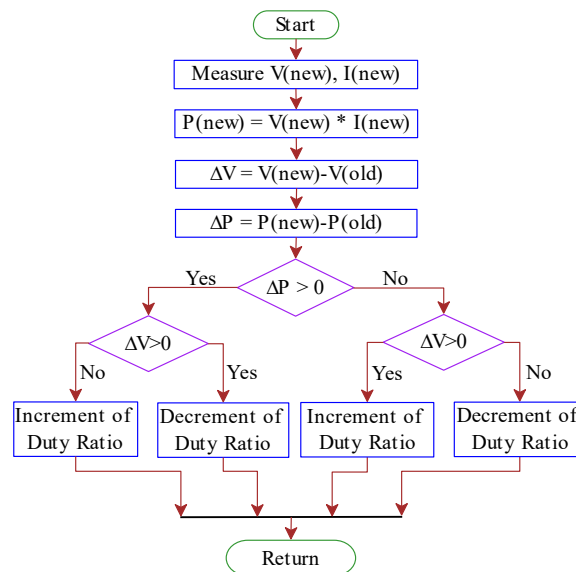 Start
Measure V(new), I(new)
P(new) = V(new) * I(new)
ΔV = V(new)-V(old)
ΔP = P(new)-P(old)
Yes
ΔP > 0
No
ΔV>0
ΔV>0
No
Yes
Yes
No
Increment of
Duty Ratio
Decrement of
Duty Ratio
Increment of
Duty Ratio
Decrement of
Duty Ratio
Return